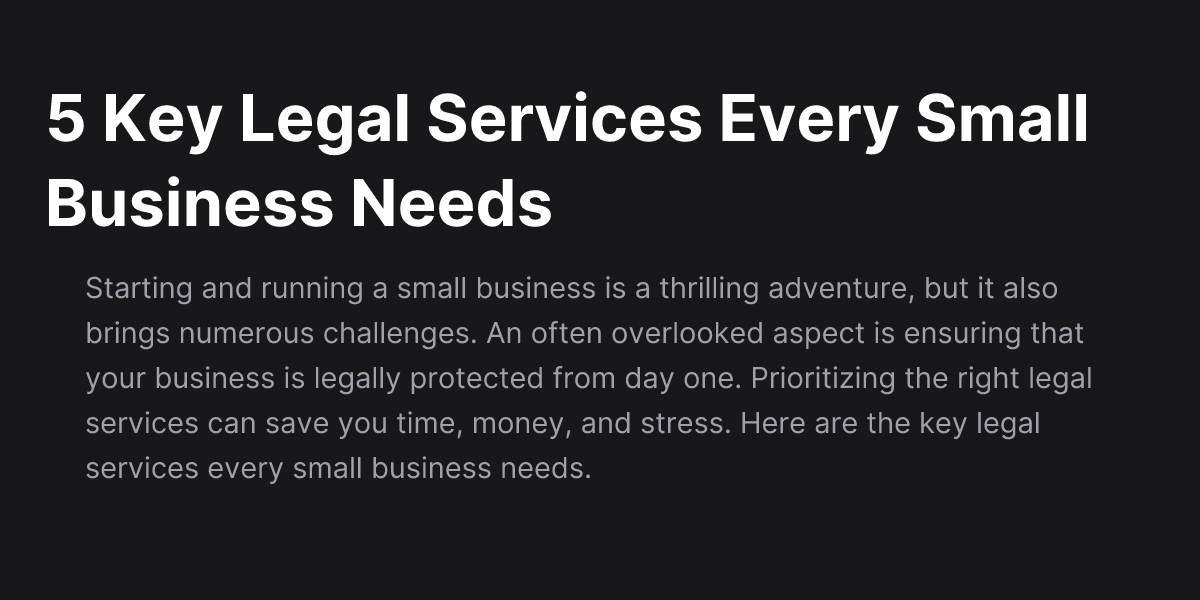 5 Key Legal Services Every Small
Business Needs
Starting and running a small business is a thrilling adventure, but it also
brings numerous challenges. An often overlooked aspect is ensuring that
your business is legally protected from day one. Prioritizing the right legal
services can save you time, money, and stress. Here are the key legal
services every small business needs.